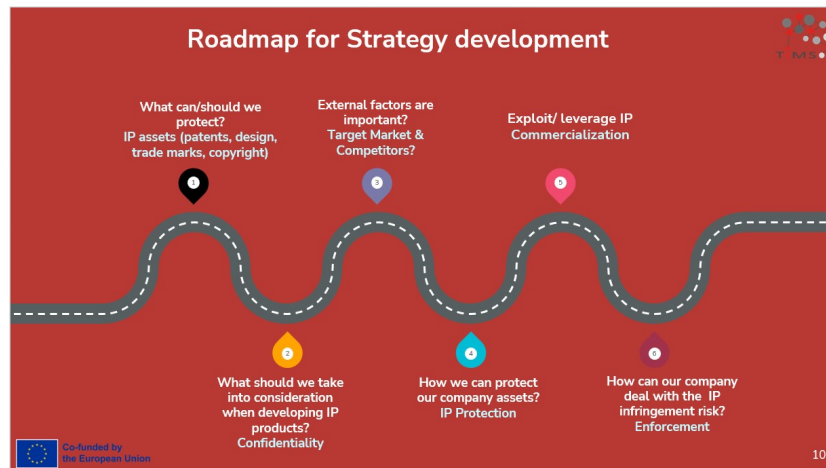 Roadmap for Strategy development
What can/should we
protect?
IP assets (patents, design,
trade marks, copyright)
External factors are
important?
Target Market &
Competitors?
Exploit/ leverage IP
Commercialization
1
3
5
2
4
6
What should we take
into consideration
when developing IP
products?
Confidentiality
How we can protect
our company assets?
IP Protection
How can our company
deal with the IP
infringement risk?
Enforcement
Co-funded by
the European Union
10